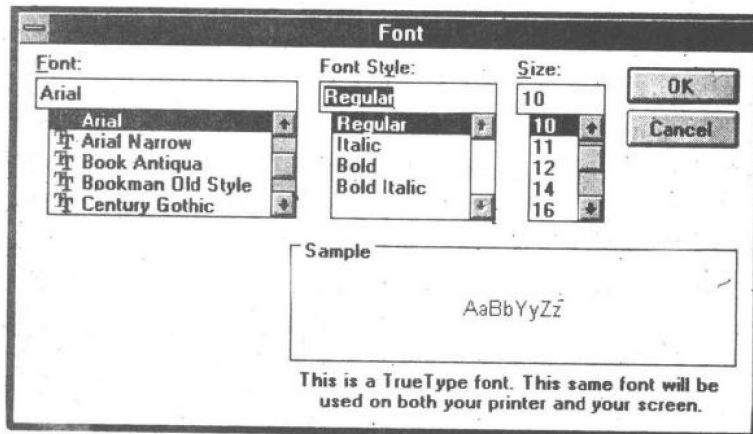 Font
Font:
Arial
Arial
Arial Narrow
Book Antiqua
Bookman Old Style
Century Gothic
Font Style:
Regular
Regular
Italic
Bold
Bold Italic
Size:
10
10
11
12
14
16
OK
Cancel
Sample
AaBbYyZz
This is a TrueType font. This same font will be
used on both your printer and your screen.